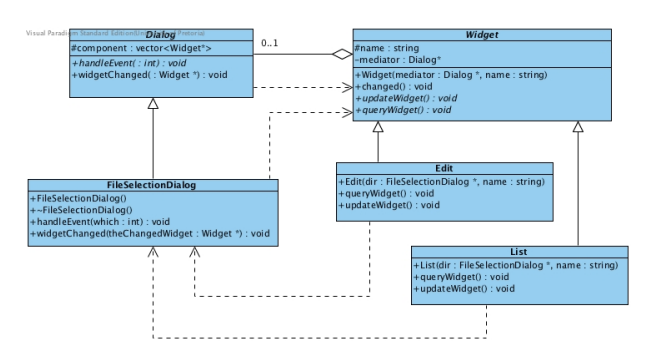 Visual Paradigm Standard Edition(University of Pretoria)
Dialog
#component : vector<Widget*>
+handleEvent( : int) : void
+widgetChanged( : Widget *) : void
0..1
Widget
#name : string
~mediator : Dialog*
+Widget(mediator : Dialog *, name : string)
+changed() : void
+updateWidget() : void
+queryWidget() : void
FileSelectionDialog
+FileSelectionDialog()
+~FileSelectionDialog()
+handleEvent(which : int) : void
+widgetChanged(theChangedWidget : Widget *) : void
Edit
+Edit(dir : FileSelectionDialog *, name : string)
+queryWidget() : void
+updateWidget() : void
List
+List(dir : FileSelectionDialog *, name : string)
+queryWidget() : void
+updateWidget() : void